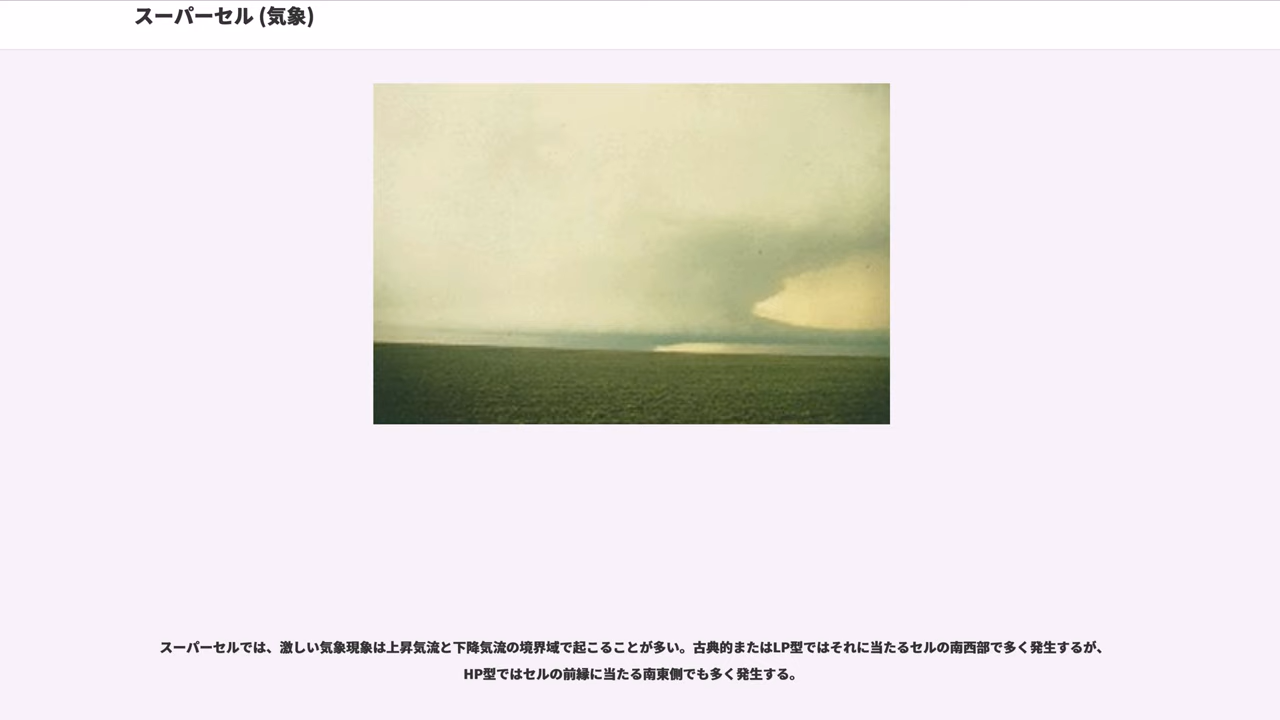 スーパーセル (気象)
スーパーセルでは、激しい気象現象は上昇気流と下降気流の境界域で起こることが多い。古典的またはLP型ではそれに当たるセルの南西部で多く発生するが、
HP型ではセルの前縁に当たる南東側でも多く発生する。